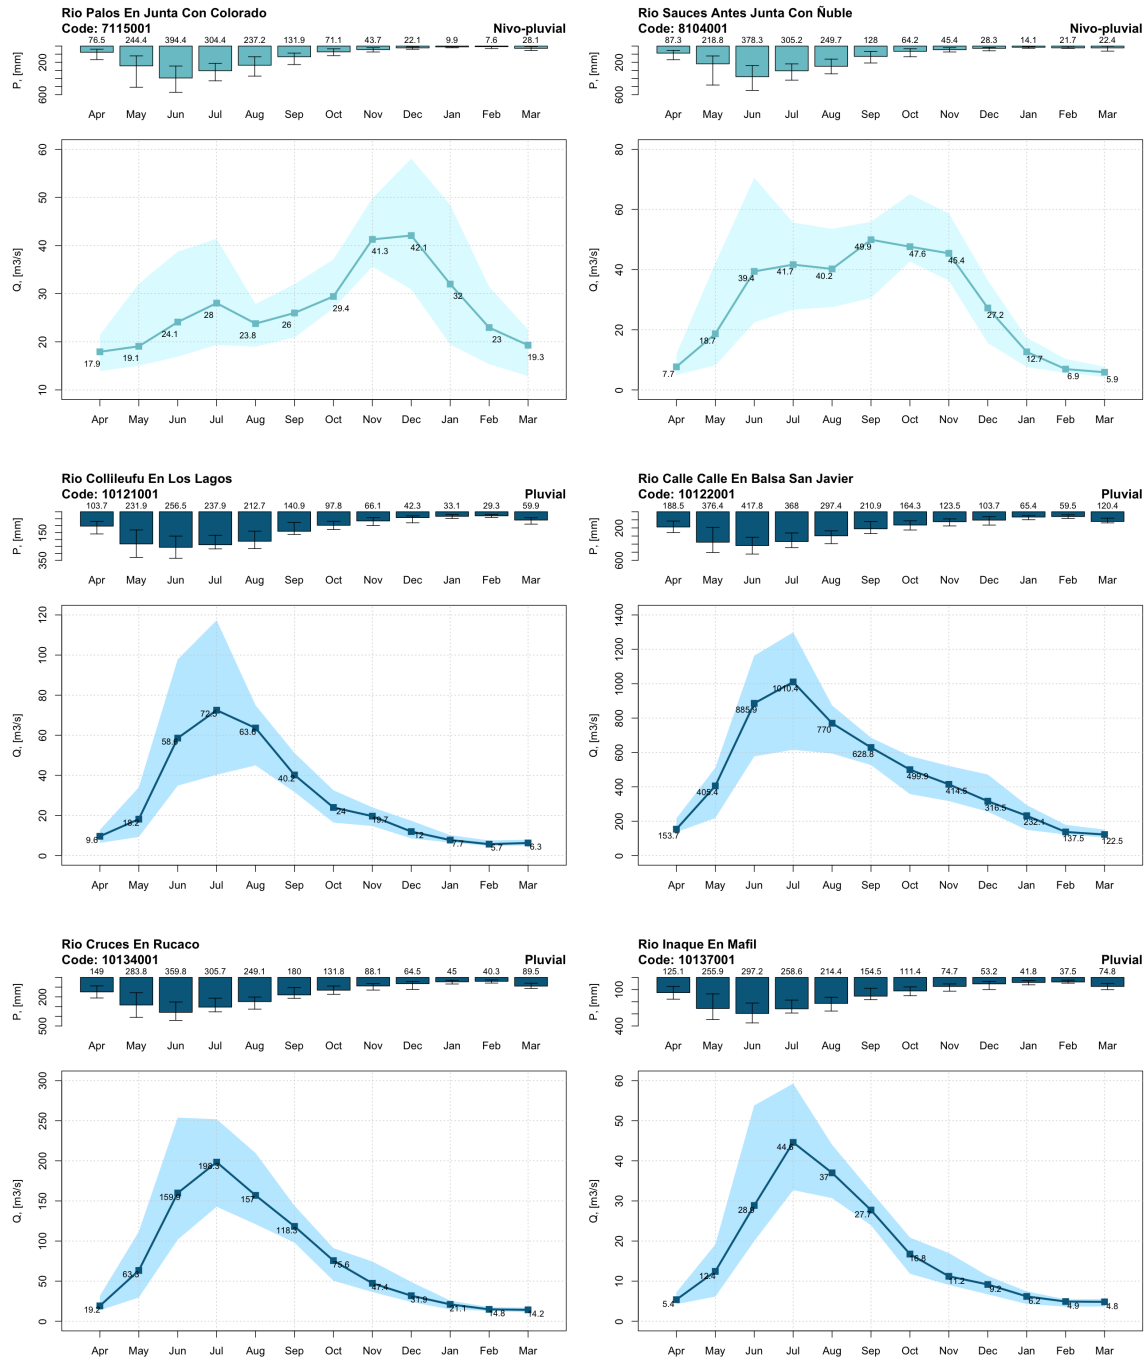 Rio Palos En Junta Con Colorado
Code: 7115001 Nivo-pluvial
76.5 244.4 394.4 304.4 237.2 131.9 71.1 43.7 22.1 9.9 7.6 28.1
P, [mm]
200
600
Apr May Jun Jul Aug Sep Oct Nov Dec Jan Feb Mar
Q, [m3/s]
60
50
40
30
20
10
17.9 19.1 24.1 28 23.8 26 29.4 41.3 42.1 32 23 19.3
Apr May Jun Jul Aug Sep Oct Nov Dec Jan Feb Mar
Rio Sauces Antes Junta Con Ñuble
Code: 8104001 Nivo-pluvial
87.3 218.8 378.3 305.2 249.7 128 64.2 45.4 28.3 14.1 21.7 22.4
P, [mm]
200
600
Apr May Jun Jul Aug Sep Oct Nov Dec Jan Feb Mar
Q, [m3/s]
80
60
40
20
0
7.7 18.7 39.4 41.7 40.2 49.9 47.6 45.4 27.2 12.7 6.9 5.9
Apr May Jun Jul Aug Sep Oct Nov Dec Jan Feb Mar
Rio Collileufu En Los Lagos
Code: 10121001 Pluvial
103.7 231.9 256.5 237.9 212.7 140.9 97.8 66.1 42.3 33.1 29.3 59.9
P, [mm]
150
350
Apr May Jun Jul Aug Sep Oct Nov Dec Jan Feb Mar
Q, [m3/s]
120
100
80
60
40
20
0
9.6 18.2 72.5 63.6 40.2 24 19.7 12 7.7 5.7 6.3
Apr May Jun Jul Aug Sep Oct Nov Dec Jan Feb Mar
Rio Calle Calle En Balsa San Javier
Code: 10122001 Pluvial
188.5 376.4 417.8 368 297.4 210.9 164.3 123.5 103.7 65.4 59.5 120.4
P, [mm]
200
600
Apr May Jun Jul Aug Sep Oct Nov Dec Jan Feb Mar
Q, [m3/s]
1400
1200
1000
800
600
400
200
0
153.7 405.4 885.9 1010.4 770 628.8 499.9 414.5 316.5 232.1 137.5 122.5
Apr May Jun Jul Aug Sep Oct Nov Dec Jan Feb Mar
Rio Cruces En Rucaco
Code: 10134001 Pluvial
149 283.8 359.8 305.7 249.1 180 131.8 88.1 64.5 45 40.3 89.5
P, [mm]
200
500
Apr May Jun Jul Aug Sep Oct Nov Dec Jan Feb Mar
Q, [m3/s]
300
250
200
150
100
50
0
19.2 63.3 159.9 198.3 157 118.3 75.6 47.4 31.9 21.1 14.8 14.2
Apr May Jun Jul Aug Sep Oct Nov Dec Jan Feb Mar
Rio Inaque En Mafil
Code: 10137001 Pluvial
125.1 255.9 297.2 258.6 214.4 154.5 111.4 74.7 53.2 41.8 37.5 74.8
P, [mm]
100
400
Apr May Jun Jul Aug Sep Oct Nov Dec Jan Feb Mar
Q, [m3/s]
60
50
40
30
20
10
0
5.4 12.4 37 27.7 16.8 11.2 9.2 6.2 4.9 4.8
Apr May Jun Jul Aug Sep Oct Nov Dec Jan Feb Mar